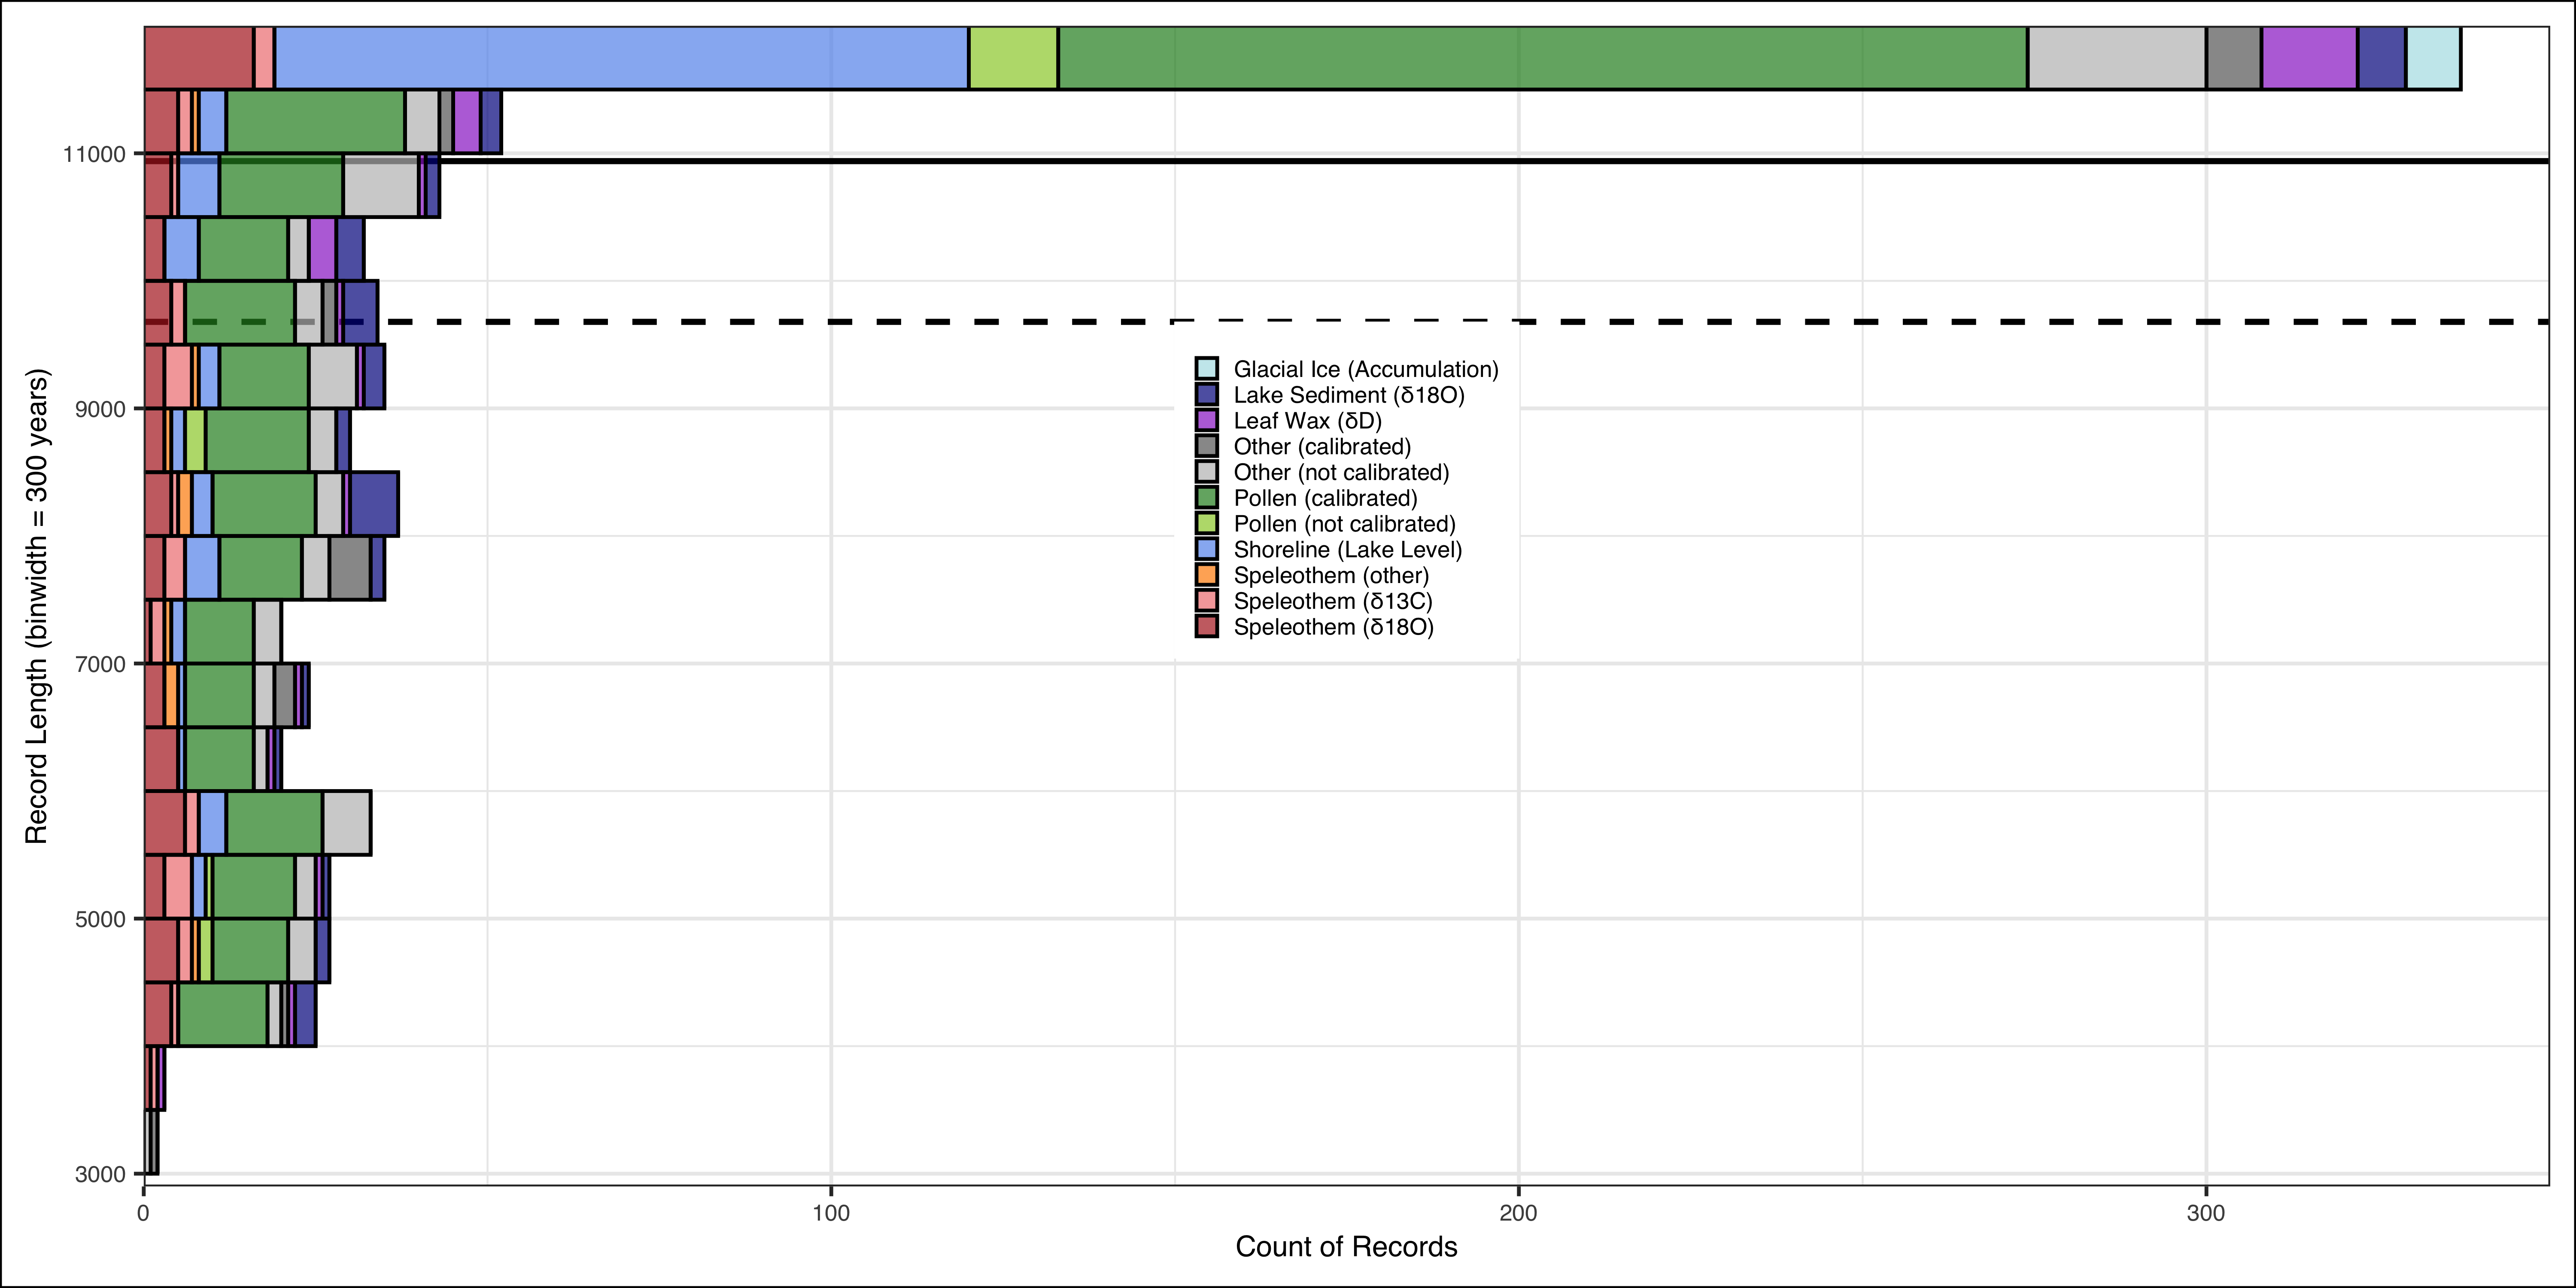 11000
9000
7000
5000
3000
Record Length (binwidth = 300 years)
Glacial Ice (Accumulation)
Lake Sediment (δ18O)
Leaf Wax (δD)
Other (calibrated)
Other (not calibrated)
Pollen (calibrated)
Pollen (not calibrated)
Shoreline (Lake Level)
Speleothem (other)
Speleothem (δ13C)
Speleothem (δ18O)
0 100 200 300
Count of Records